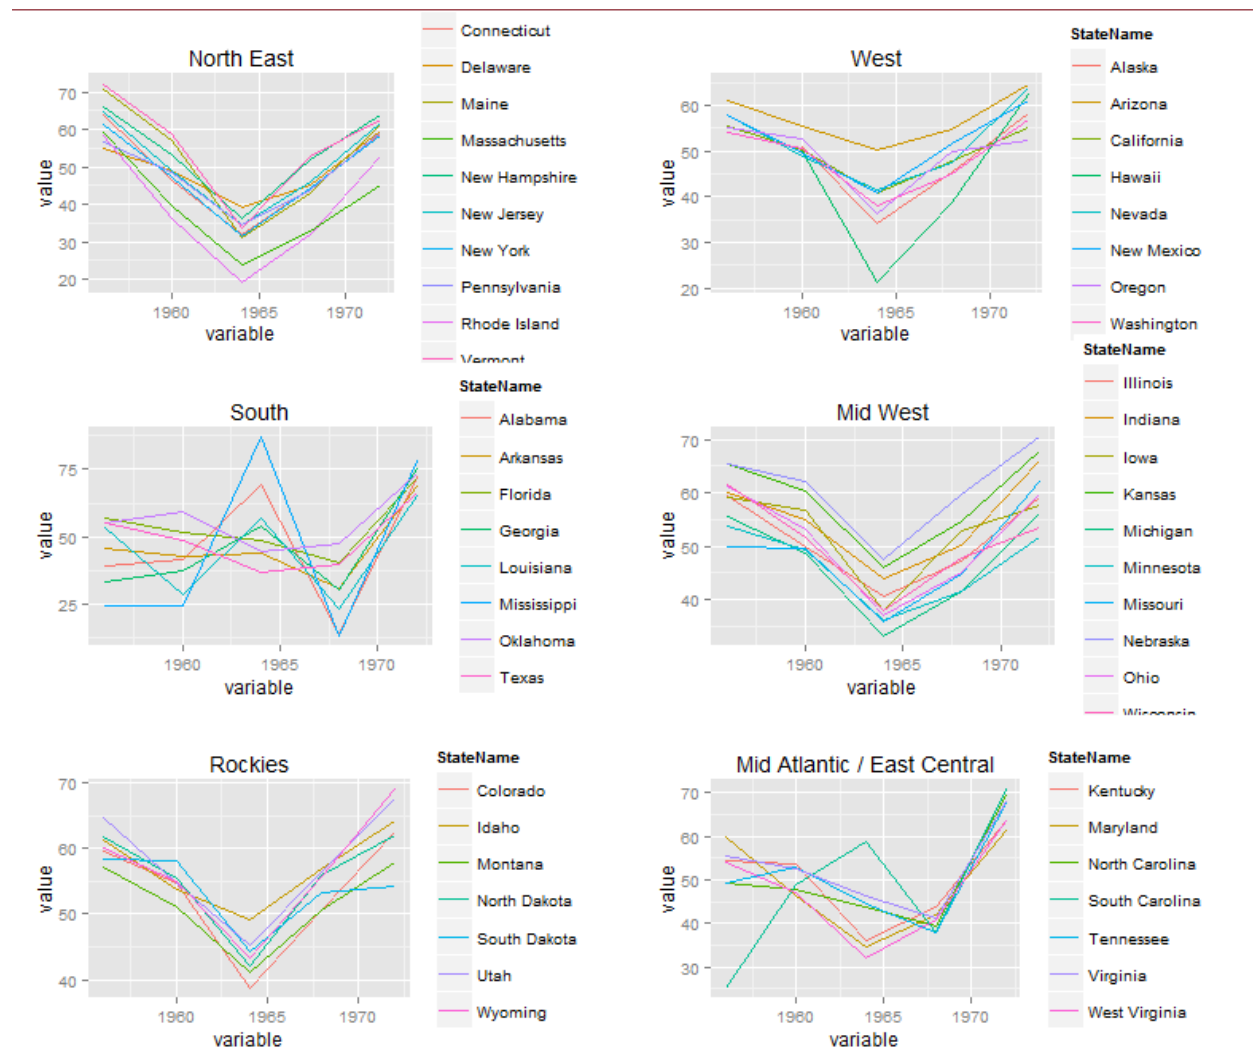 North East
70
60
50
40
30
20
value
1960
1965
1970
variable
Connecticut
Delaware
Maine
Massachusetts
New Hampshire
New Jersey
New York
Pennsylvania
Rhode Island
Vermont
West
60
50
40
30
20
value
1960
1965
1970
variable
StateName
Alaska
Arizona
California
Hawaii
Nevada
New Mexico
Oregon
Washington
South
75
50
25
value
1960
1965
1970
variable
StateName
Alabama
Arkansas
Florida
Georgia
Louisiana
Mississippi
Oklahoma
Texas
Mid West
70
60
50
40
value
1960
1965
1970
variable
StateName
Illinois
Indiana
Iowa
Kansas
Michigan
Minnesota
Missouri
Nebraska
Ohio
Wisconsin
Rockies
70
60
50
40
value
1960
1965
1970
variable
StateName
Colorado
Idaho
Montana
North Dakota
South Dakota
Utah
Wyoming
Mid Atlantic / East Central
70
60
50
40
30
value
1960
1965
1970
variable
StateName
Kentucky
Maryland
North Carolina
South Carolina
Tennessee
Virginia
West Virginia